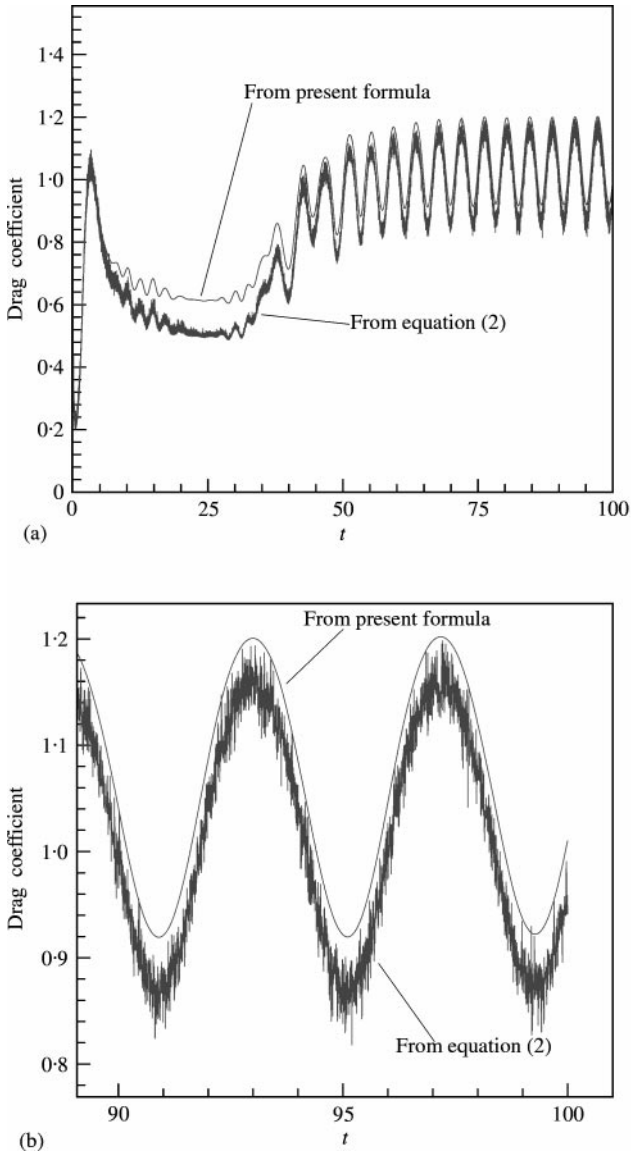 1·4
1·2
1·0
0·8
0·6
0·4
0·2
0
Drag coefficient
From present formula
From equation (2)
0 25 50 75 100
t
(a)
1·2
1·1
1·0
0·9
0·8
Drag coefficient
From present formula
From equation (2)
90 95 100
t
(b)